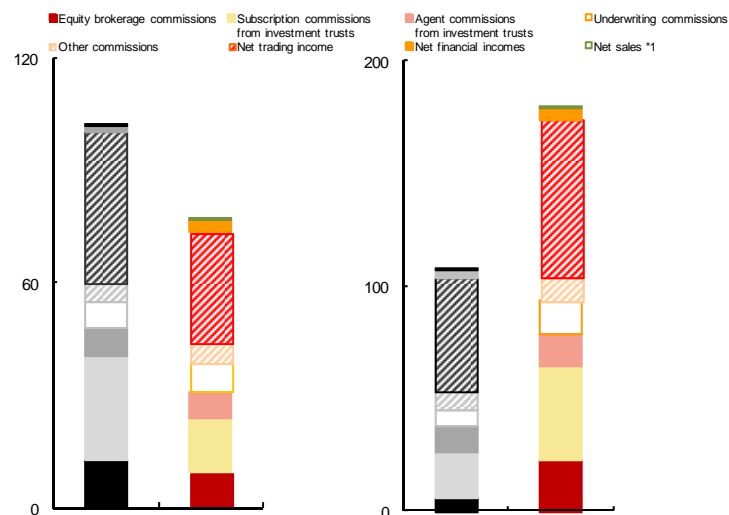 Equity brokerage commissions
Subscription commissions
from investment trusts
Agent commissions
from investment trusts
Underwriting commissions
Other commissions
Net trading income
Net financial incomes
Net sales *1
120
60
0
200
100
0